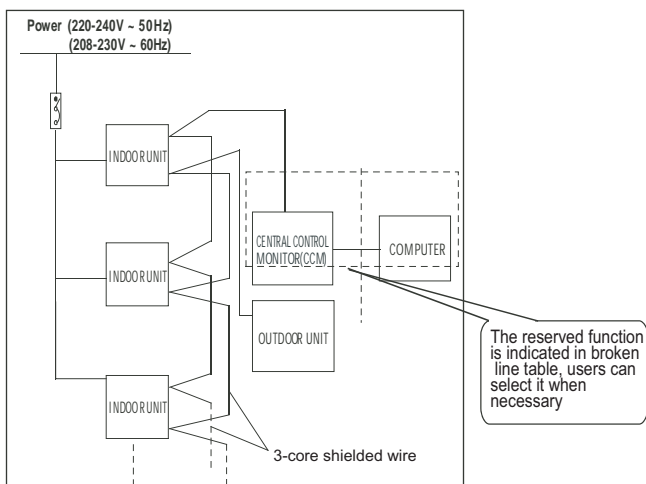 Power (220-240V ~ 50Hz)
(208-230V ~ 60Hz)
INDOOR UNIT
CENTRAL CONTROL
MONITOR(CCM)
COMPUTER
INDOOR UNIT
OUTDOOR UNIT
The reserved function
is indicated in broken
line table, users can
select it when
necessary
INDOOR UNIT
3-core shielded wire